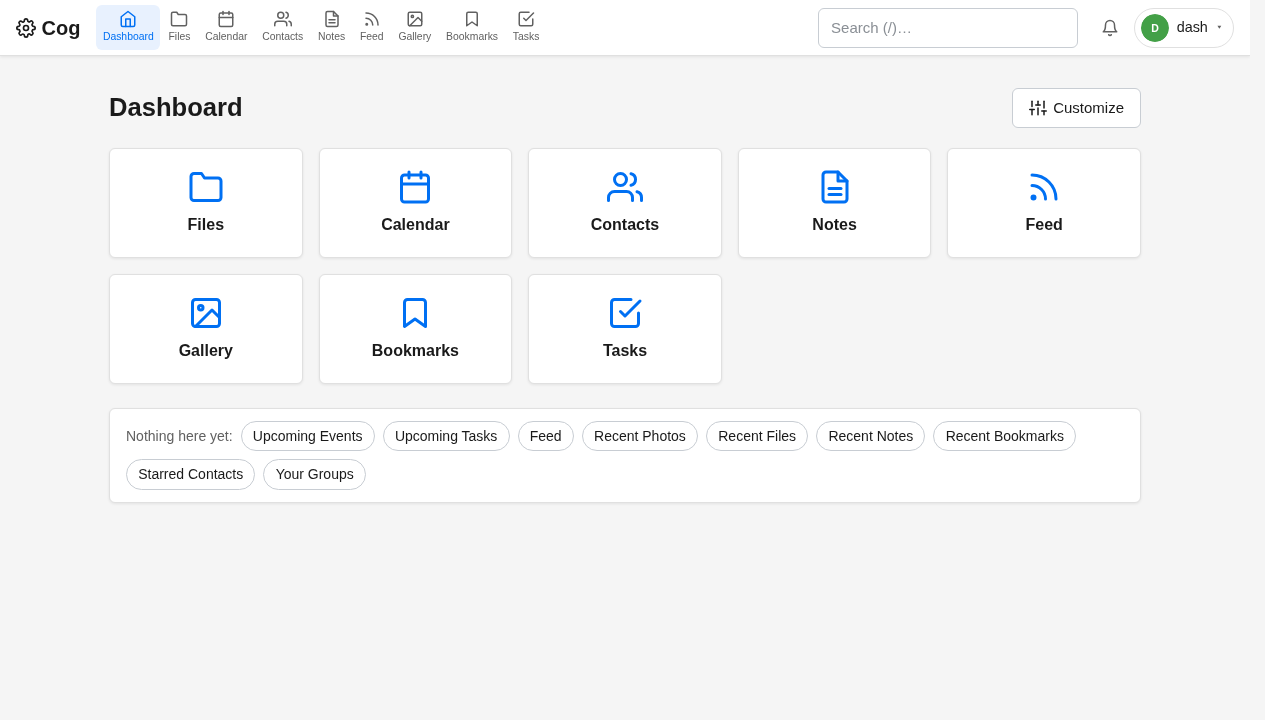 Cog
Dashboard Files Calendar Contacts Notes Feed Gallery Bookmarks Tasks
Search (/)…
D dash
Dashboard
Customize
Files Calendar Contacts Notes Feed
Gallery Bookmarks Tasks
Nothing here yet: Upcoming Events Upcoming Tasks Feed Recent Photos Recent Files Recent Notes Recent Bookmarks
Starred Contacts Your Groups